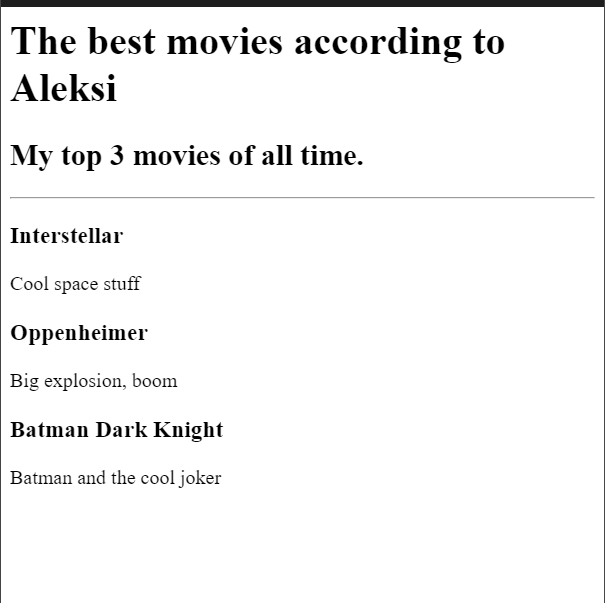 The best movies according to
Aleksi
My top 3 movies of all time.
Interstellar
Cool space stuff
Oppenheimer
Big explosion, boom
Batman Dark Knight
Batman and the cool joker